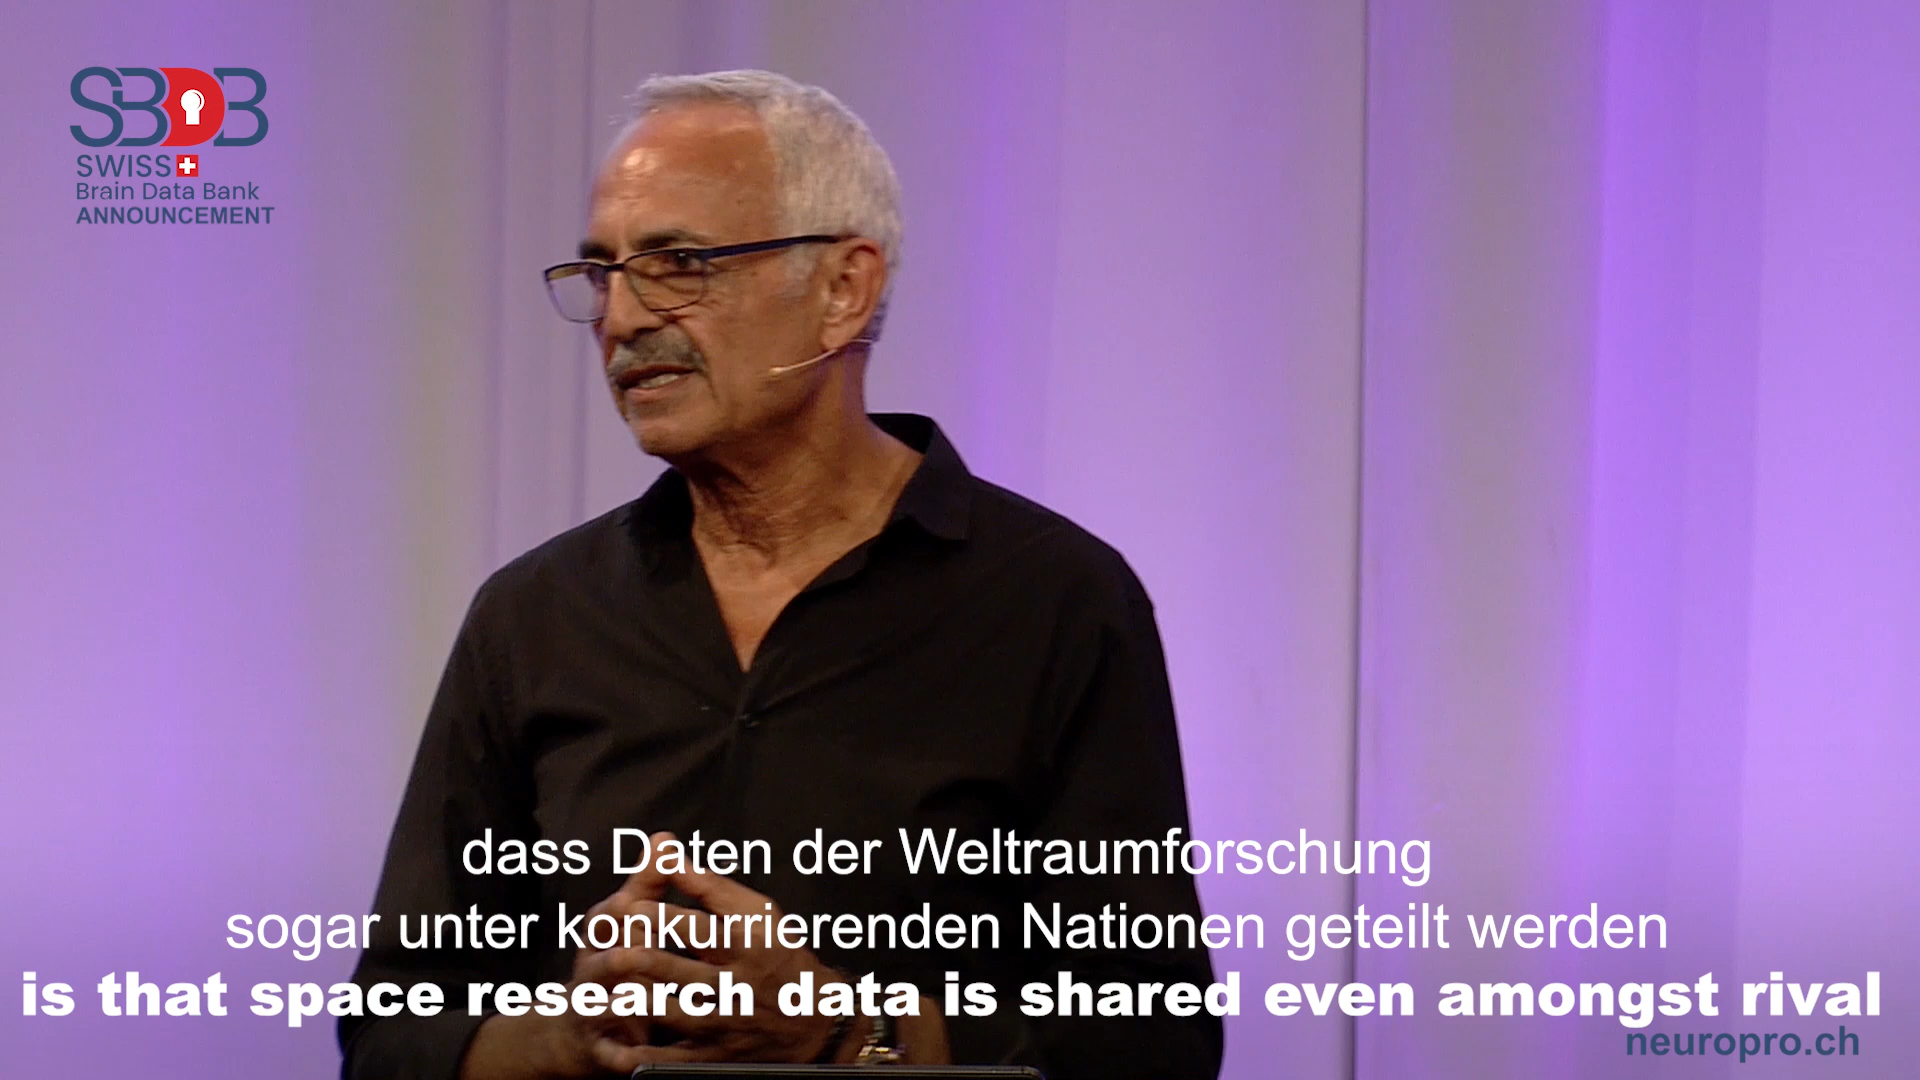 SBDB
SWISS
Brain Data Bank
ANNOUNCEMENT
dass Daten der Weltraumforschung
sogar unter konkurrierenden Nationen geteilt werden
is that space research data is shared even amongst rival
neuropro.ch